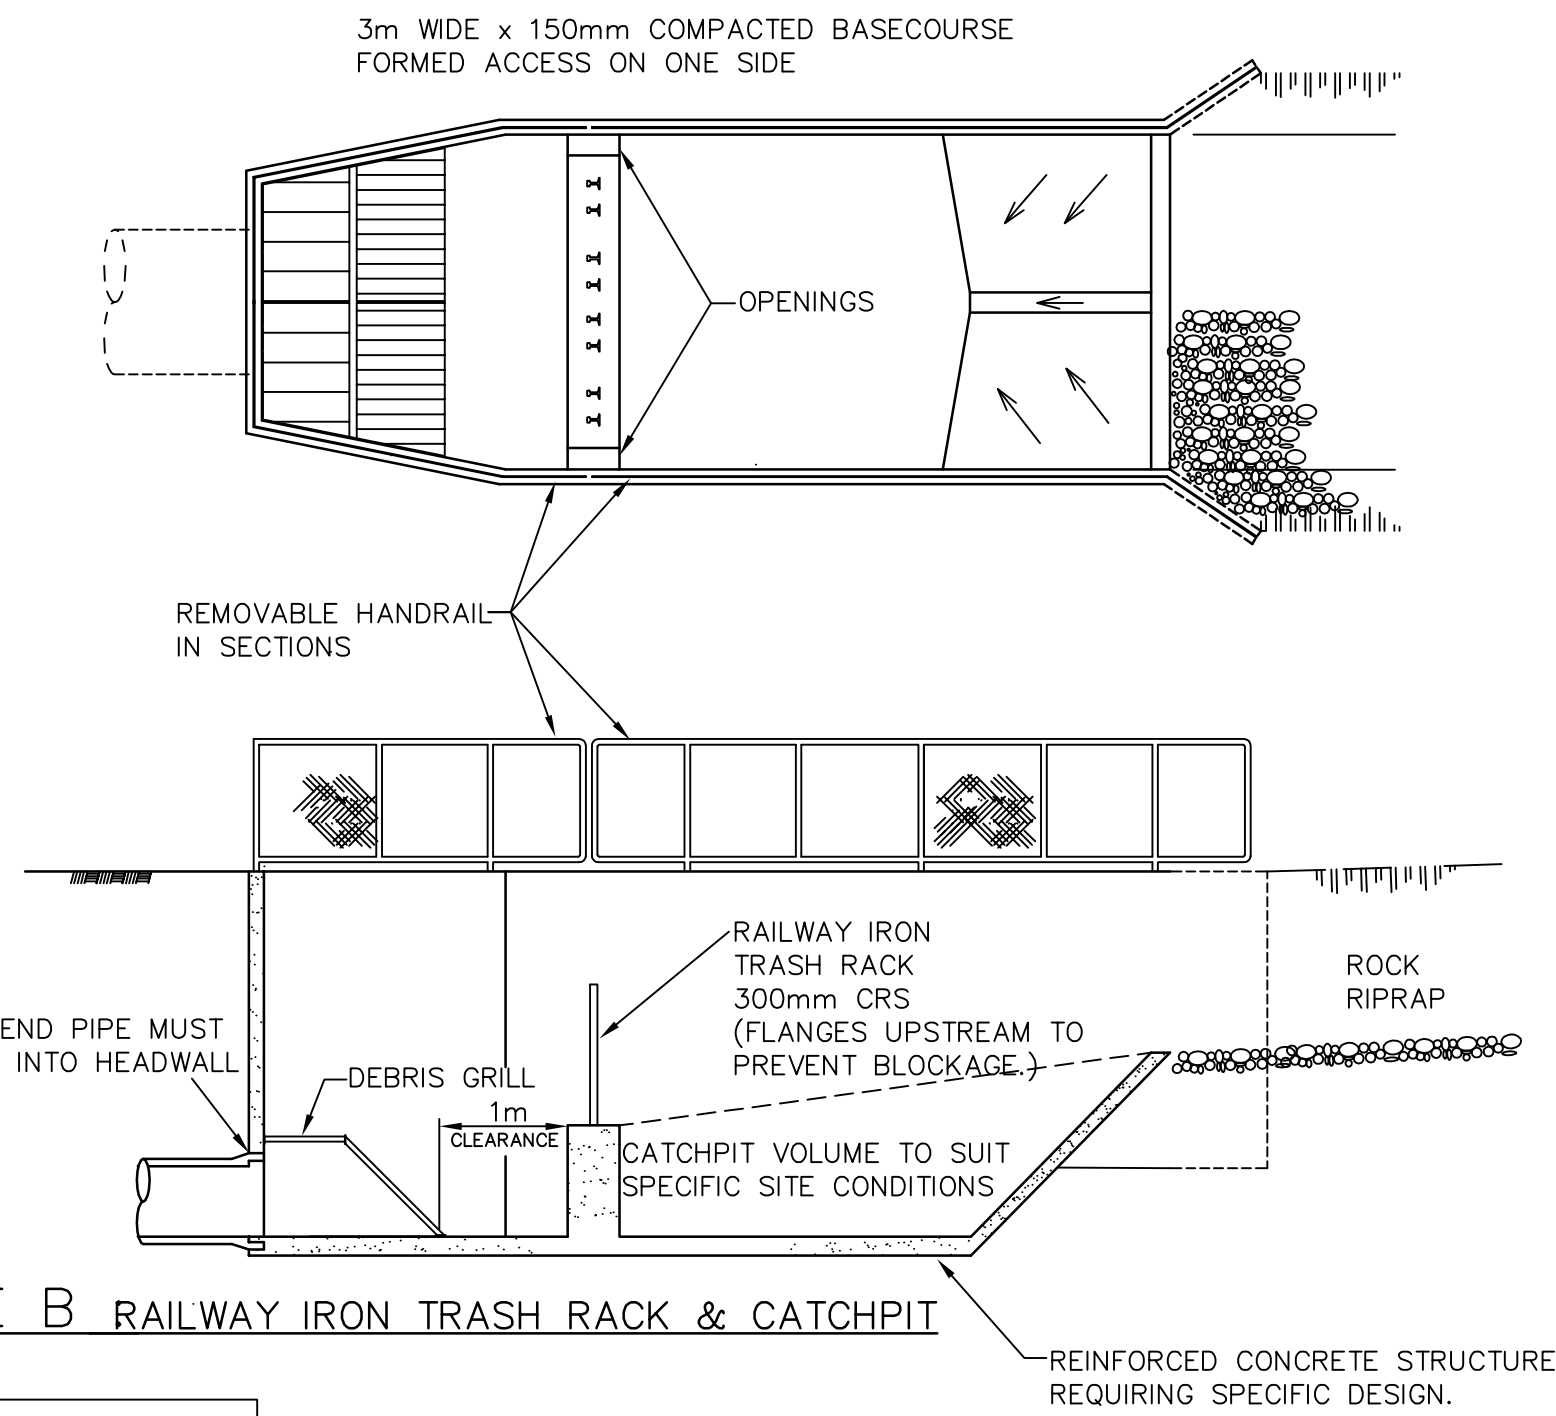 3m WIDE x 150mm COMPACTED BASECOURSE
FORMED ACCESS ON ONE SIDE
OPENINGS
REMOVABLE HANDRAIL
IN SECTIONS
RAILWAY IRON
TRASH RACK
300mm CRS
(FLANGES UPSTREAM TO
PREVENT BLOCKAGE.)
ROCK
RIPRAP
END PIPE MUST
INTO HEADWALL
DEBRIS GRILL
1m
CLEARANCE
CATCHPIT VOLUME TO SUIT
SPECIFIC SITE CONDITIONS
B : RAILWAY IRON TRASH RACK & CATCHPIT
REINFORCED CONCRETE STRUCTURE
REQUIRING SPECIFIC DESIGN.